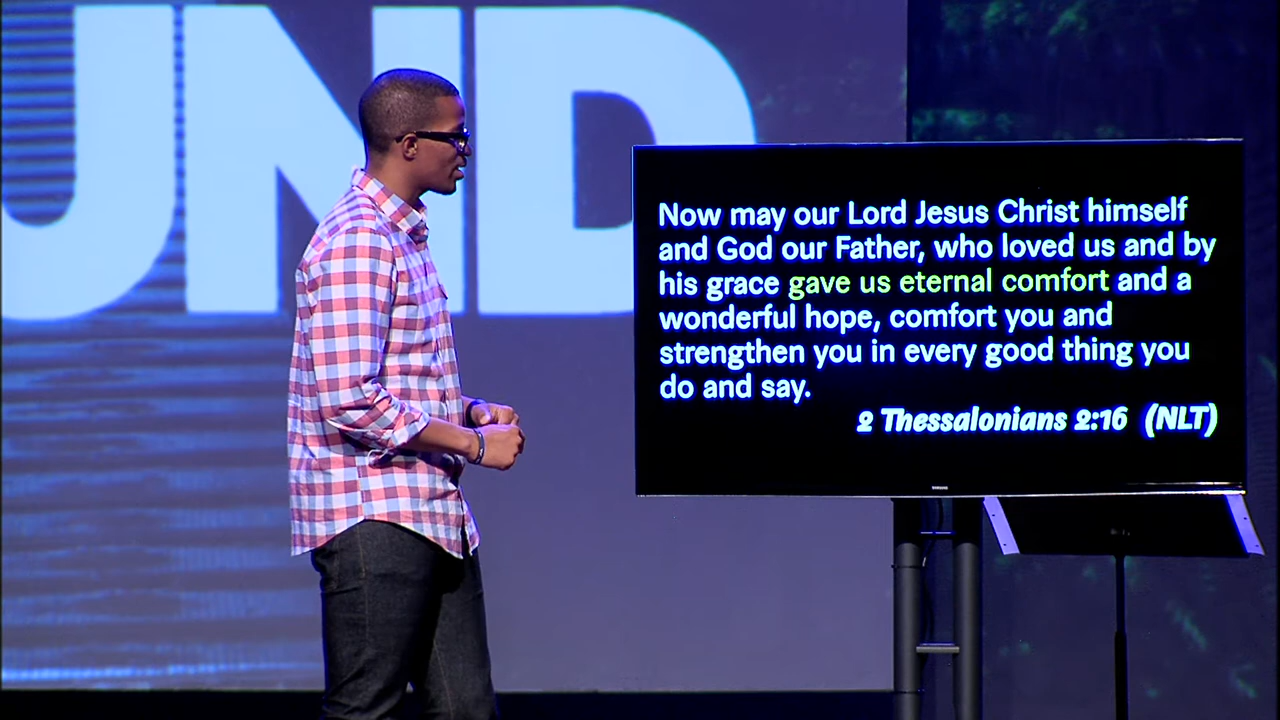 UND
Now may our Lord Jesus Christ himself
and God our Father, who loved us and by
his grace gave us eternal comfort and a
wonderful hope, comfort you and
strengthen you in every good thing you
do and say.
2 Thessalonians 2:16 (NLT)
SAMSUNG